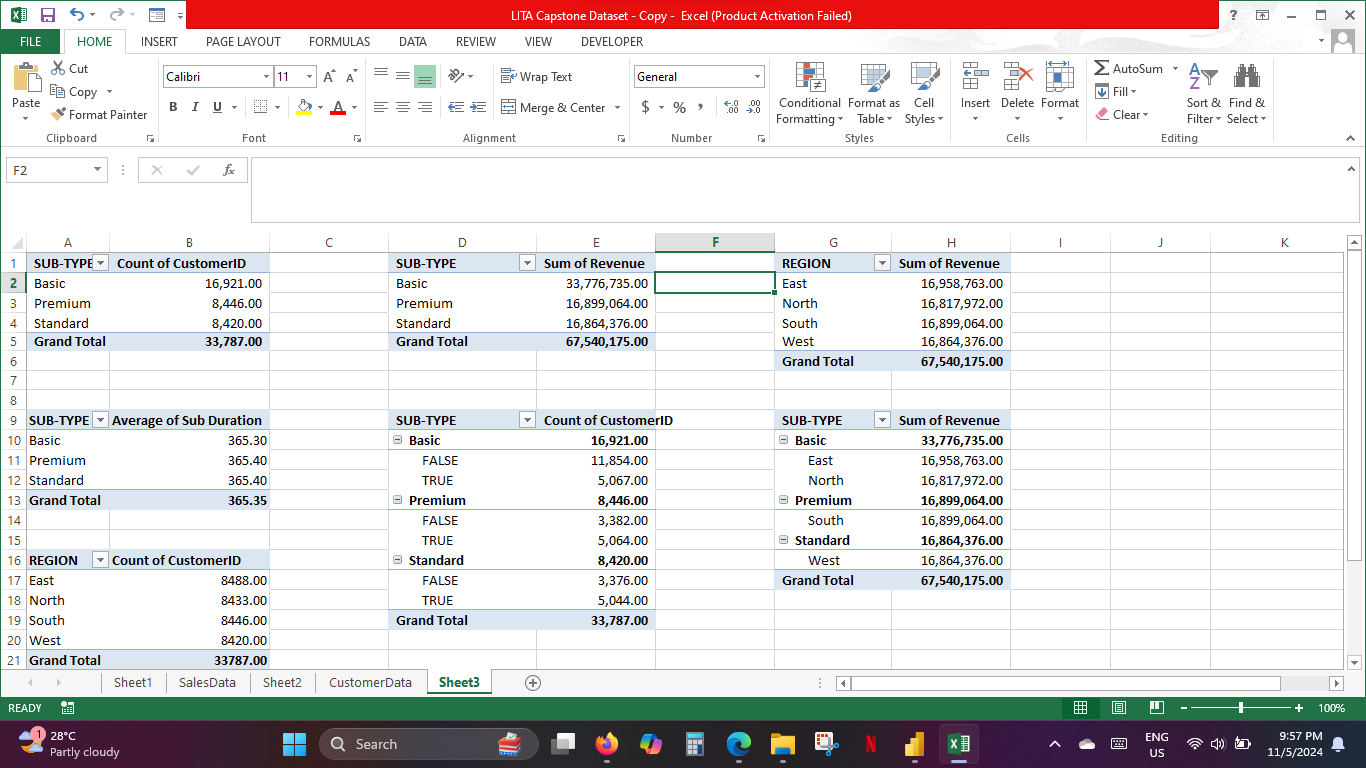 LITA Capstone Dataset - Copy - Excel (Product Activation Failed)
?
FILE HOME INSERT PAGE LAYOUT FORMULAS DATA REVIEW VIEW DEVELOPER
Paste
Cut
Copy
Format Painter
Clipboard
Calibri 11
B I U
Font
Wrap Text
Merge & Center
Alignment
General
$ % ,
Number
Conditional Formatting
Format as Table
Cell Styles
Styles
Insert Delete Format
Cells
AutoSum
Fill
Clear
Sort & Filter
Find & Select
Editing
F2 fx
A B C D E F G H I J K
1 SUB-TYPE Count of CustomerID SUB-TYPE Sum of Revenue REGION Sum of Revenue
2 Basic 16,921.00 Basic 33,776,735.00 East 16,958,763.00
3 Premium 8,446.00 Premium 16,899,064.00 North 16,817,972.00
4 Standard 8,420.00 Standard 16,864,376.00 South 16,899,064.00
5 Grand Total 33,787.00 Grand Total 67,540,175.00 West 16,864,376.00
6 Grand Total 67,540,175.00
7
8
9 SUB-TYPE Average of Sub Duration SUB-TYPE Count of CustomerID SUB-TYPE Sum of Revenue
10 Basic 365.30 Basic 16,921.00 Basic 33,776,735.00
11 Premium 365.40 FALSE 11,854.00 East 16,958,763.00
12 Standard 365.40 TRUE 5,067.00 North 16,817,972.00
13 Grand Total 365.35 Premium 8,446.00 Premium 16,899,064.00
14 FALSE 3,382.00 South 16,899,064.00
15 TRUE 5,064.00 Standard 16,864,376.00
16 REGION Count of CustomerID Standard 8,420.00 West 16,864,376.00
17 East 8488.00 FALSE 3,376.00 Grand Total 67,540,175.00
18 North 8433.00 TRUE 5,044.00
19 South 8446.00 Grand Total 33,787.00
20 West 8420.00
21 Grand Total 33787.00
Sheet1 SalesData Sheet2 CustomerData Sheet3
READY 100%
1 28°C
Partly cloudy
Search
ENG
US
9:57 PM
11/5/2024